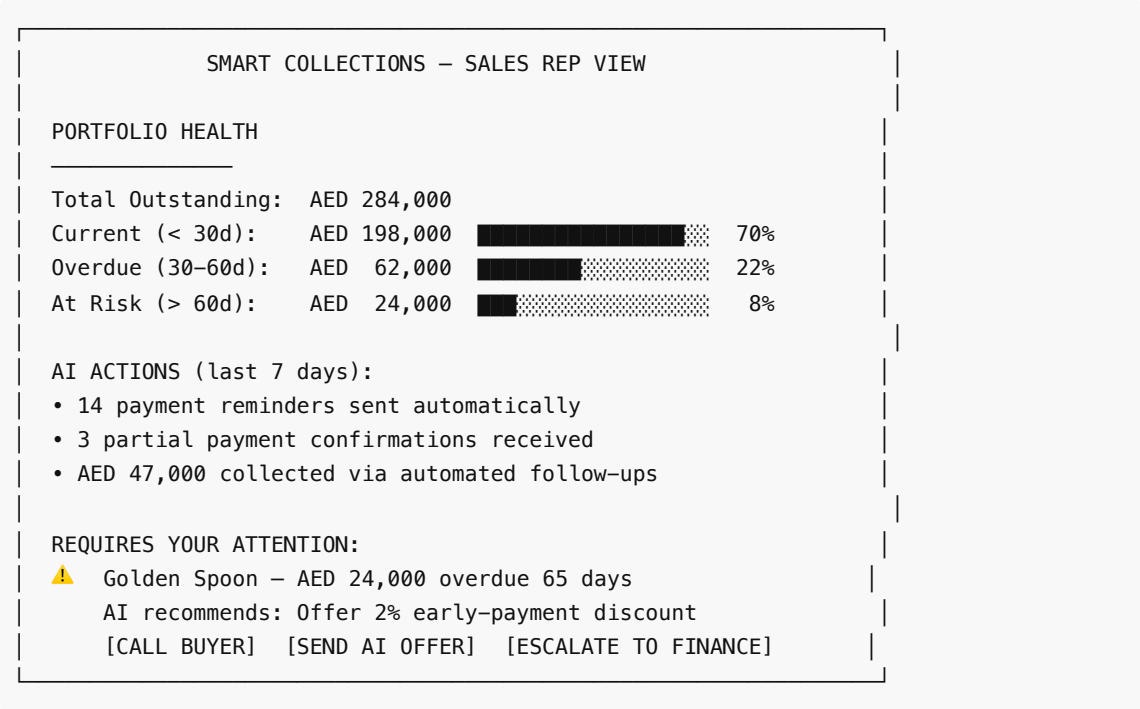 SMART COLLECTIONS — SALES REP VIEW
PORTFOLIO HEALTH
Total Outstanding: AED 284,000
Current (< 30d): AED 198,000 70%
Overdue (30–60d): AED 62,000 22%
At Risk (> 60d): AED 24,000 8%
AI ACTIONS (last 7 days):
• 14 payment reminders sent automatically
• 3 partial payment confirmations received
• AED 47,000 collected via automated follow-ups
REQUIRES YOUR ATTENTION:
⚠ Golden Spoon — AED 24,000 overdue 65 days
AI recommends: Offer 2% early-payment discount
[CALL BUYER] [SEND AI OFFER] [ESCALATE TO FINANCE]